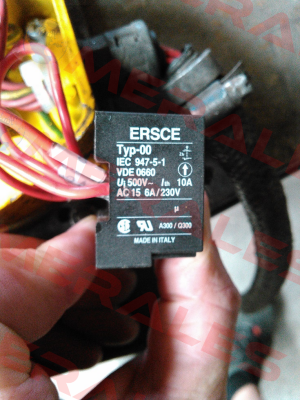 ERSCE
Typ-00
IEC 947-5-1
VDE 0660
Ui 500V~ Ith 10A
AC 15 6A/230V
µ
A300 / Q300
MADE IN ITALY